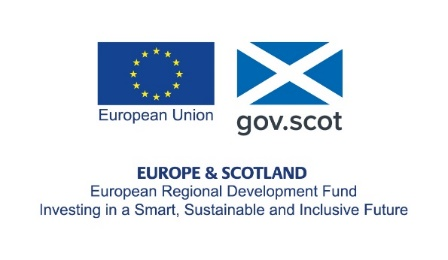 European Union
gov.scot
EUROPE & SCOTLAND
European Regional Development Fund
Investing in a Smart, Sustainable and Inclusive Future